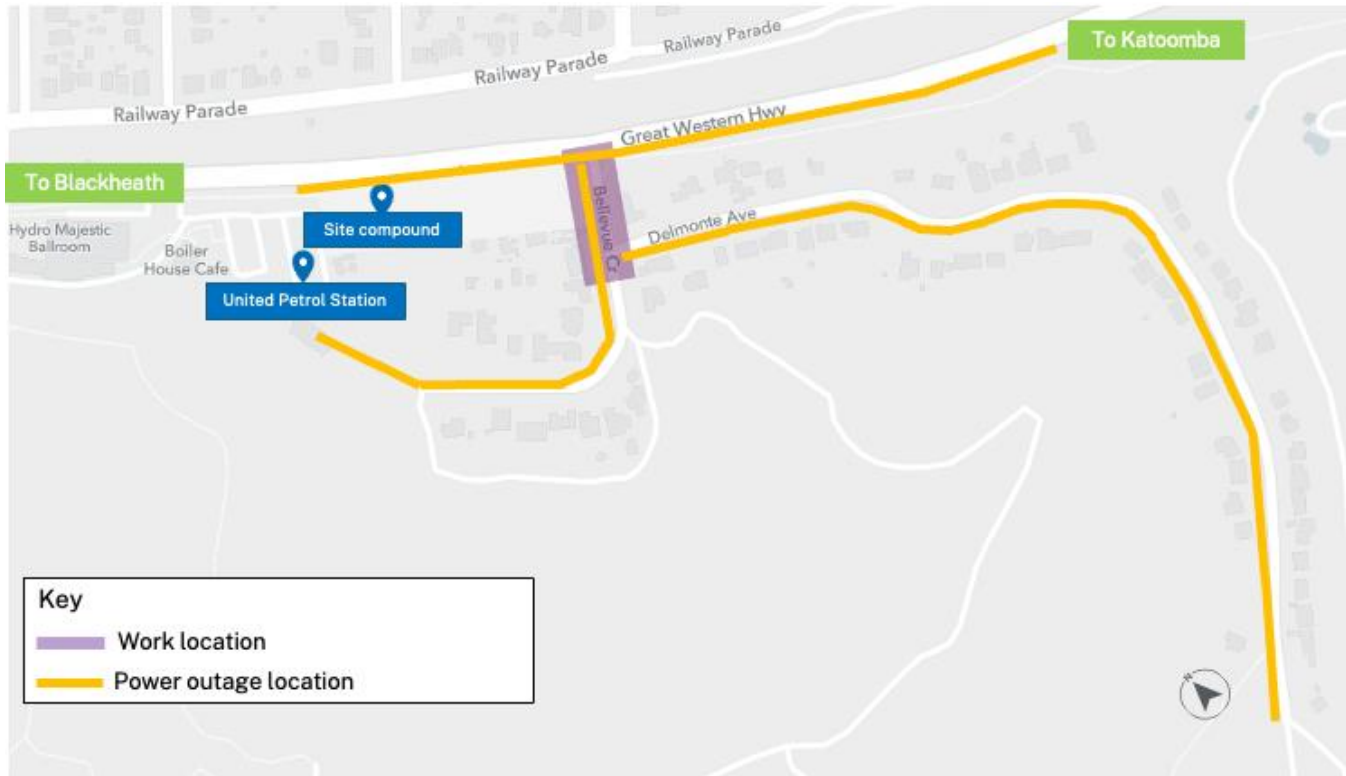 Railway Parade
To Katoomba
Railway Parade
Railway Parade
Great Western Hwy
To Blackheath
Bellevue Cr
Site compound
Delmonte Ave
Hydro Majestic
Ballroom
Boiler
House Cafe
United Petrol Station
Key
Work location
Power outage location
N